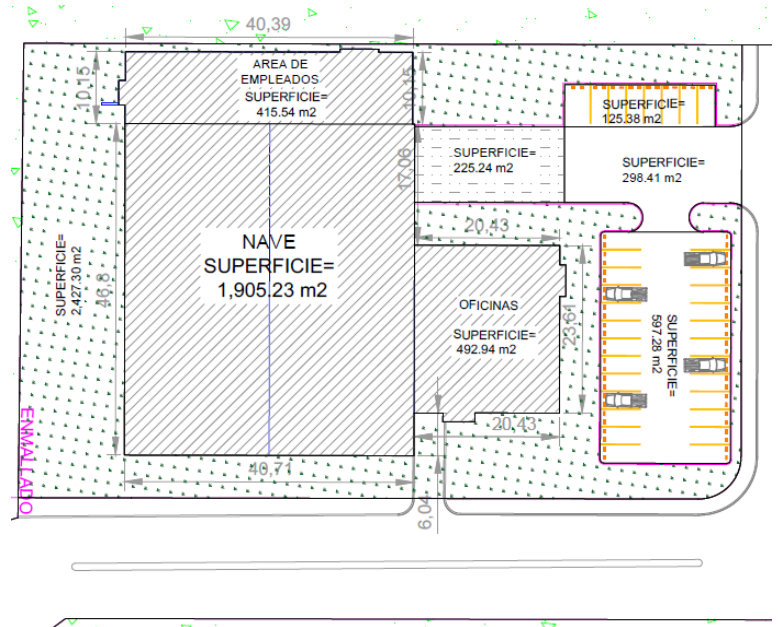 40,39
AREA DE
EMPLEADOS
SUPERFICIE=
415.54 m2
10,15
10,15
SUPERFICIE=
125.38 m2
SUPERFICIE=
225.24 m2
SUPERFICIE=
298.41 m2
17,06
20,43
NAVE
SUPERFICIE=
1,905.23 m2
SUPERFICIE=
2,427.30 m2
46,8
OFICINAS
SUPERFICIE=
492.94 m2
23,61
SUPERFICIE=
597.28 m2
ENMALLADO
20,43
40,71
6,04